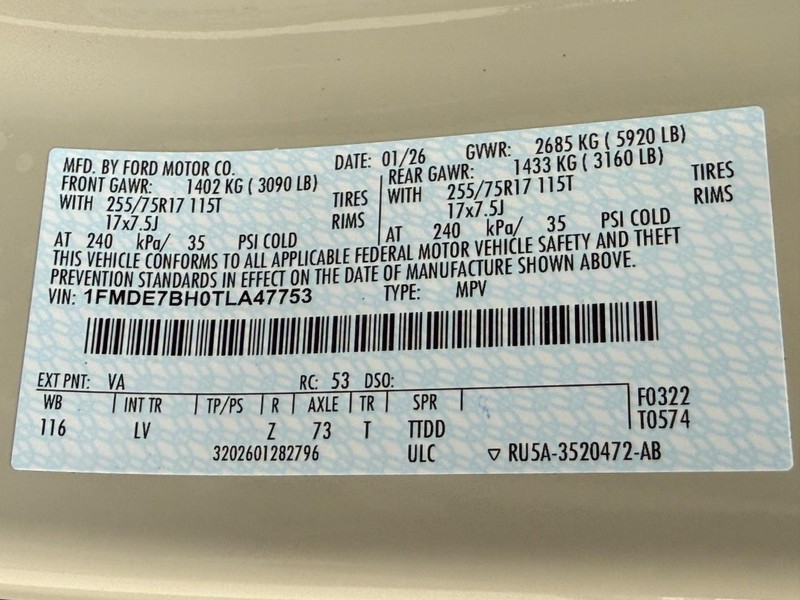 MFD. BY FORD MOTOR CO. DATE: 01/26 GVWR: 2685 KG ( 5920 LB)
FRONT GAWR: 1402 KG ( 3090 LB) REAR GAWR: 1433 KG ( 3160 LB)
WITH 255/75R17 115T TIRES WITH 255/75R17 115T TIRES
17x7.5J RIMS 17x7.5J RIMS
AT 240 kPa/ 35 PSI COLD AT 240 kPa/ 35 PSI COLD
THIS VEHICLE CONFORMS TO ALL APPLICABLE FEDERAL MOTOR VEHICLE SAFETY AND THEFT
PREVENTION STANDARDS IN EFFECT ON THE DATE OF MANUFACTURE SHOWN ABOVE.
VIN: 1FMDE7BH0TLA47753 TYPE: MPV
EXT PNT: VA RC: 53 DSO:
WB INT TR TP/PS R AXLE TR SPR F0322
116 LV Z 73 T TTDD T0574
3202601282796 ULC ▽ RU5A-3520472-AB